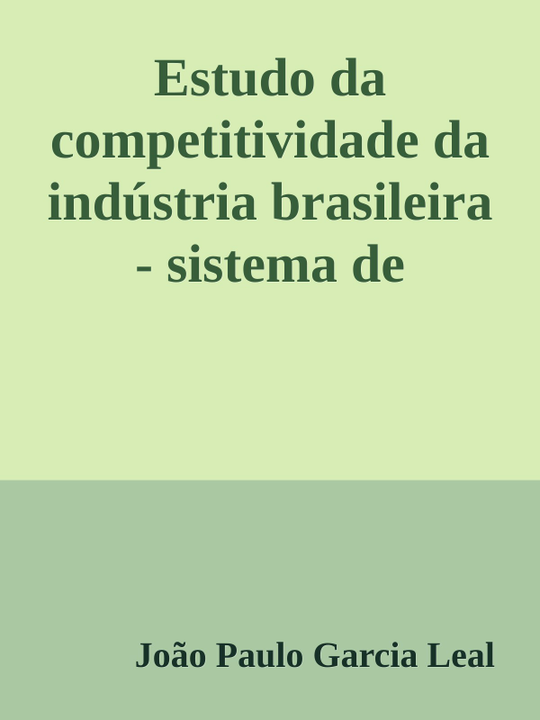 Estudo da
competitividade da
indústria brasileira
- sistema de
João Paulo Garcia Leal